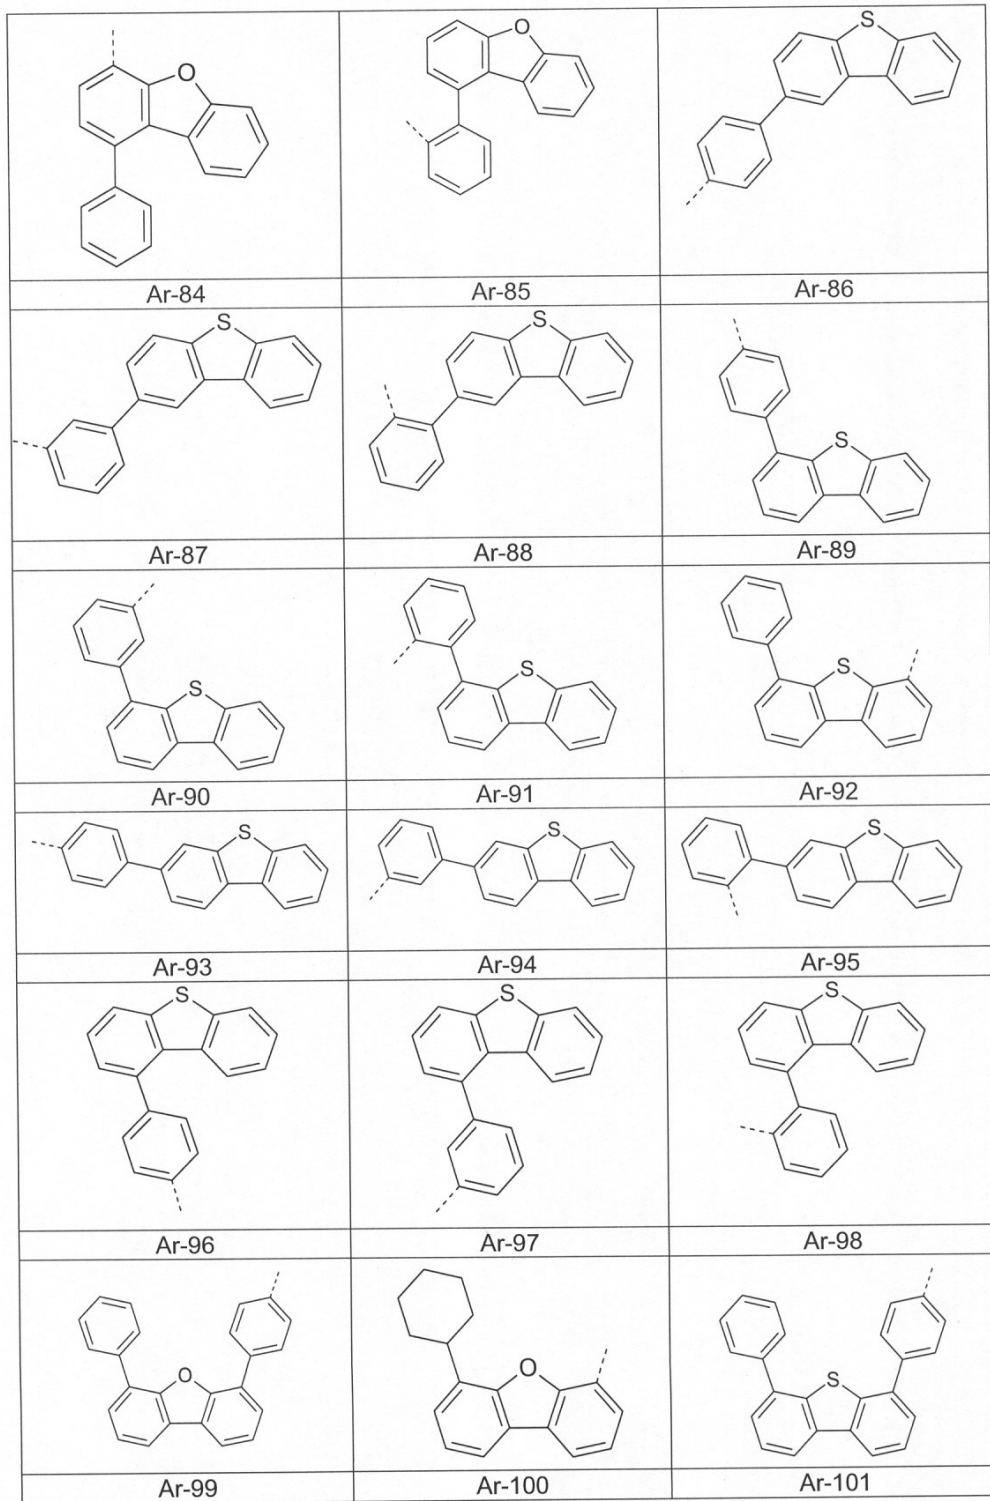 O O S
Ar-84 Ar-85 Ar-86
S S S
Ar-87 Ar-88 Ar-89
S S S
Ar-90 Ar-91 Ar-92
S S S
Ar-93 Ar-94 Ar-95
S S S
Ar-96 Ar-97 Ar-98
O O S
Ar-99 Ar-100 Ar-101